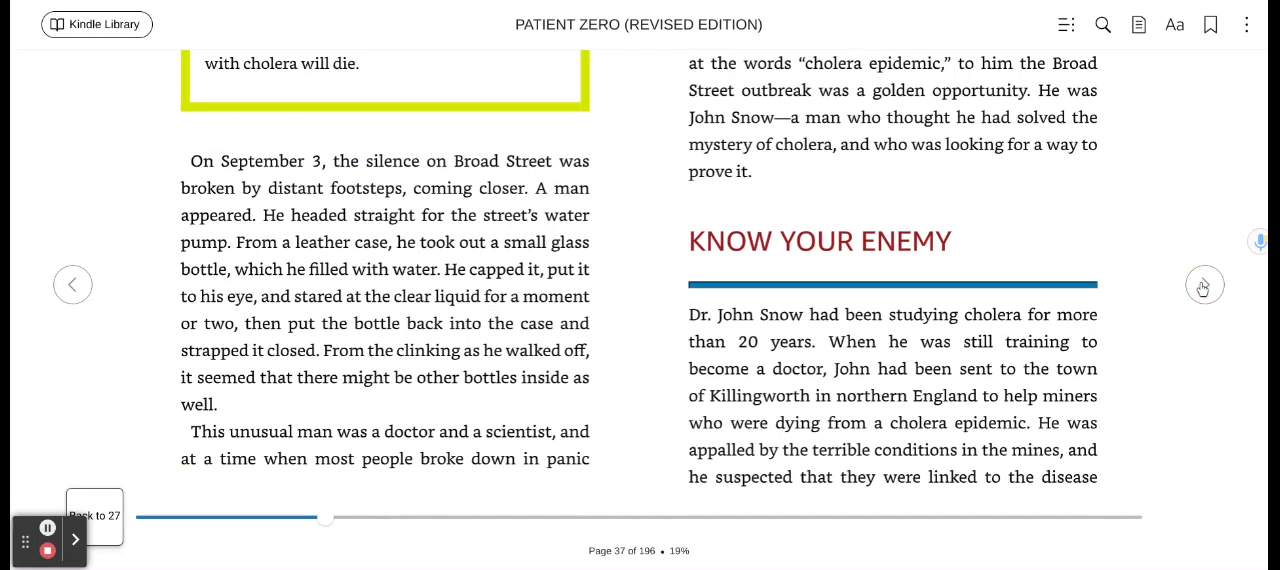 Kindle Library
PATIENT ZERO (REVISED EDITION)
Aa
with cholera will die.
On September 3, the silence on Broad Street was
broken by distant footsteps, coming closer. A man
appeared. He headed straight for the street’s water
pump. From a leather case, he took out a small glass
bottle, which he filled with water. He capped it, put it
to his eye, and stared at the clear liquid for a moment
or two, then put the bottle back into the case and
strapped it closed. From the clinking as he walked off,
it seemed that there might be other bottles inside as
well.
This unusual man was a doctor and a scientist, and
at a time when most people broke down in panic
at the words “cholera epidemic,” to him the Broad
Street outbreak was a golden opportunity. He was
John Snow—a man who thought he had solved the
mystery of cholera, and who was looking for a way to
prove it.
KNOW YOUR ENEMY
Dr. John Snow had been studying cholera for more
than 20 years. When he was still training to
become a doctor, John had been sent to the town
of Killingworth in northern England to help miners
who were dying from a cholera epidemic. He was
appalled by the terrible conditions in the mines, and
he suspected that they were linked to the disease
Back to 27
Page 37 of 196 • 19%